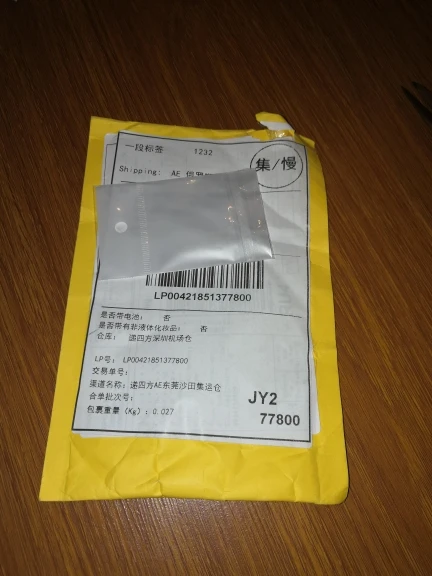 一段标签 1232
集/慢
Shipping: AE
LP00421851377800
是否带电池: 否
是否带有非液体化妆品: 否
仓库: 递四方深圳机场仓
LP号: LP00421851377800
交易单号:
渠道名称: 递四方AE东莞沙田集运仓
合单批次号:
包裹重量 (Kg): 0.027
JY2
77800